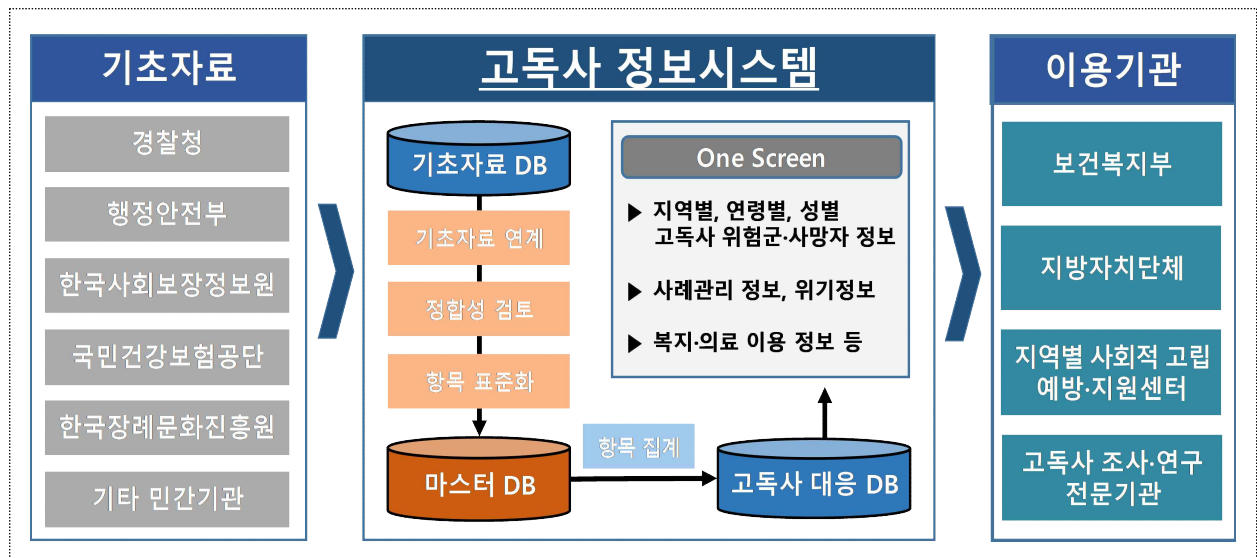 기초자료
경찰청
행정안전부
한국사회보장정보원
국민건강보험공단
한국장례문화진흥원
기타 민간기관
고독사 정보시스템
기초자료 DB
기초자료 연계
정합성 검토
항목 표준화
마스터 DB
항목 집계
고독사 대응 DB
One Screen
▶ 지역별, 연령별, 성별
고독사 위험군·사망자 정보
▶ 사례관리 정보, 위기정보
▶ 복지·의료 이용 정보 등
이용기관
보건복지부
지방자치단체
지역별 사회적 고립
예방·지원센터
고독사 조사·연구
전문기관